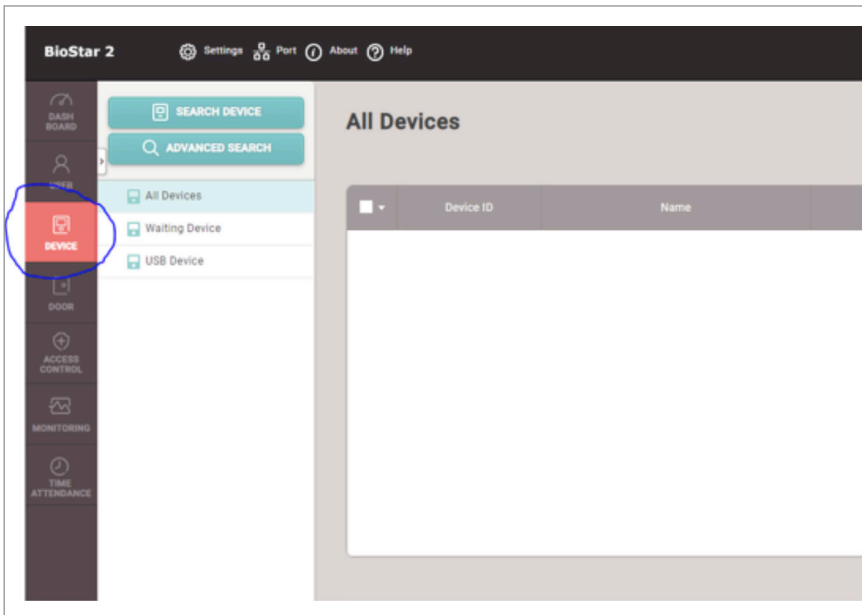 BioStar 2
Settings Port About Help
DASH
BOARD
USER
DEVICE
DOOR
ACCESS
CONTROL
MONITORING
TIME
ATTENDANCE
SEARCH DEVICE
ADVANCED SEARCH
All Devices
Waiting Device
USB Device
All Devices
Device ID Name